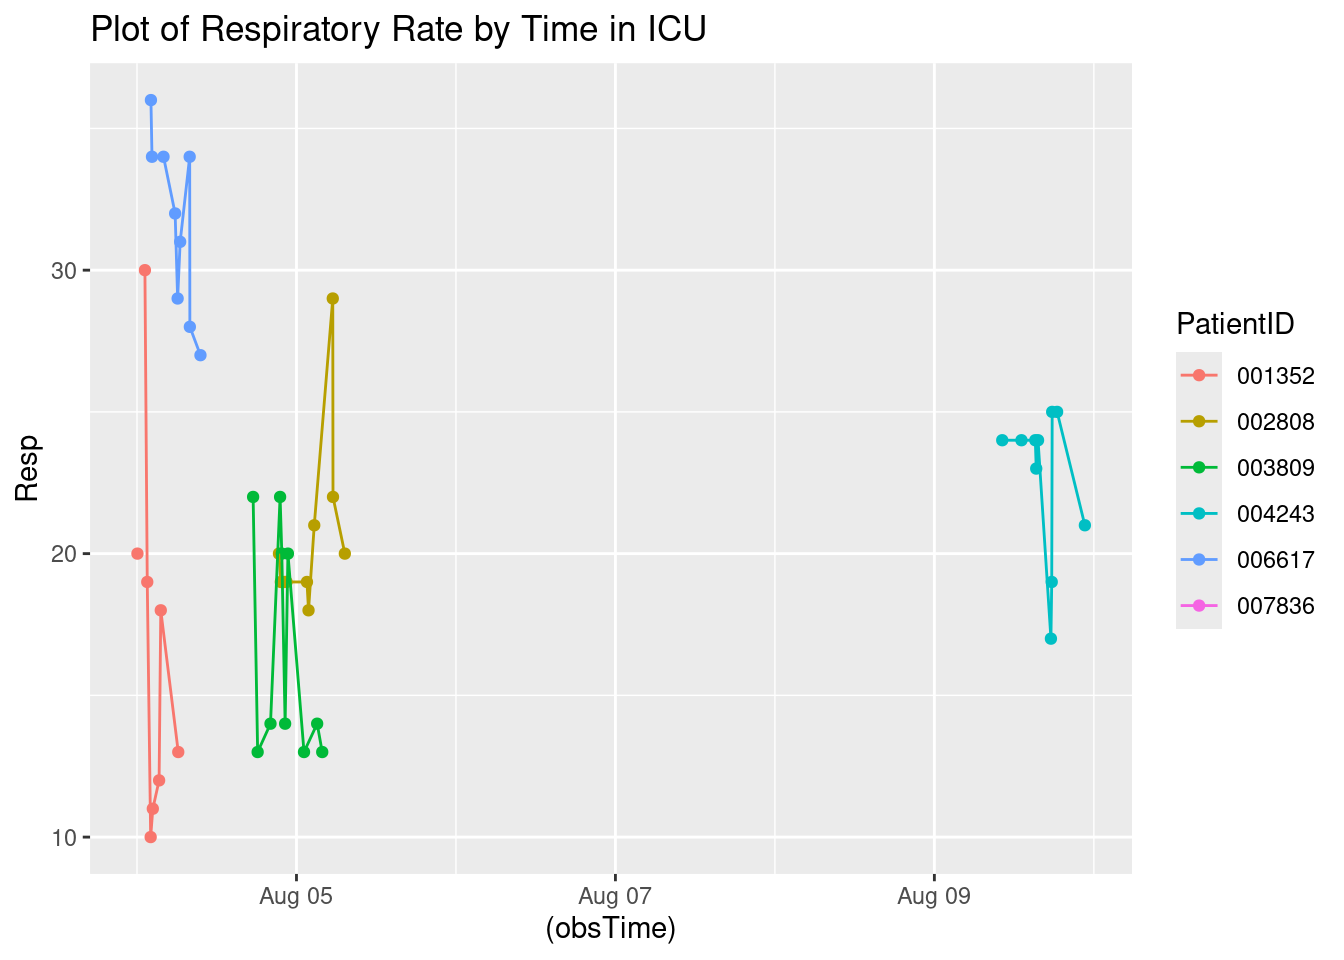 Plot of Respiratory Rate by Time in ICU
30
20
10
Resp
Aug 05
Aug 07
Aug 09
(obsTime)
PatientID
001352
002808
003809
004243
006617
007836